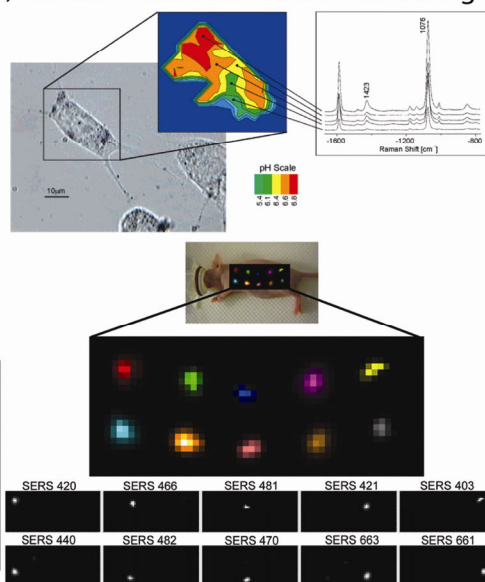 1423
1076
-1600
-1200
-800
Raman Shift [cm⁻¹]
10μm
pH Scale
5.4
6.1
6.4
6.6
6.8
SERS 420
SERS 466
SERS 481
SERS 421
SERS 403
SERS 440
SERS 482
SERS 470
SERS 663
SERS 661